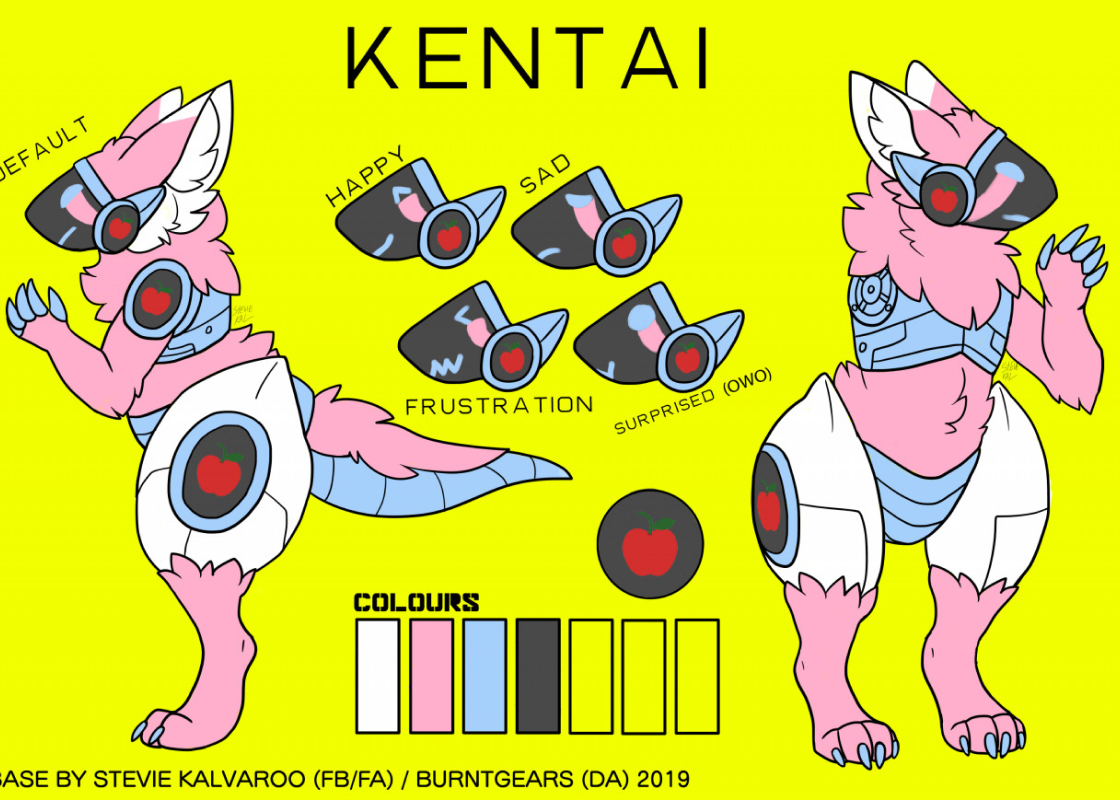 KENTAI
DEFAULT
HAPPY
SAD
FRUSTRATION
SURPRISED (OWO)
COLOURS
BASE BY STEVIE KALVAROO (FB/FA) / BURNTGEARS (DA) 2019